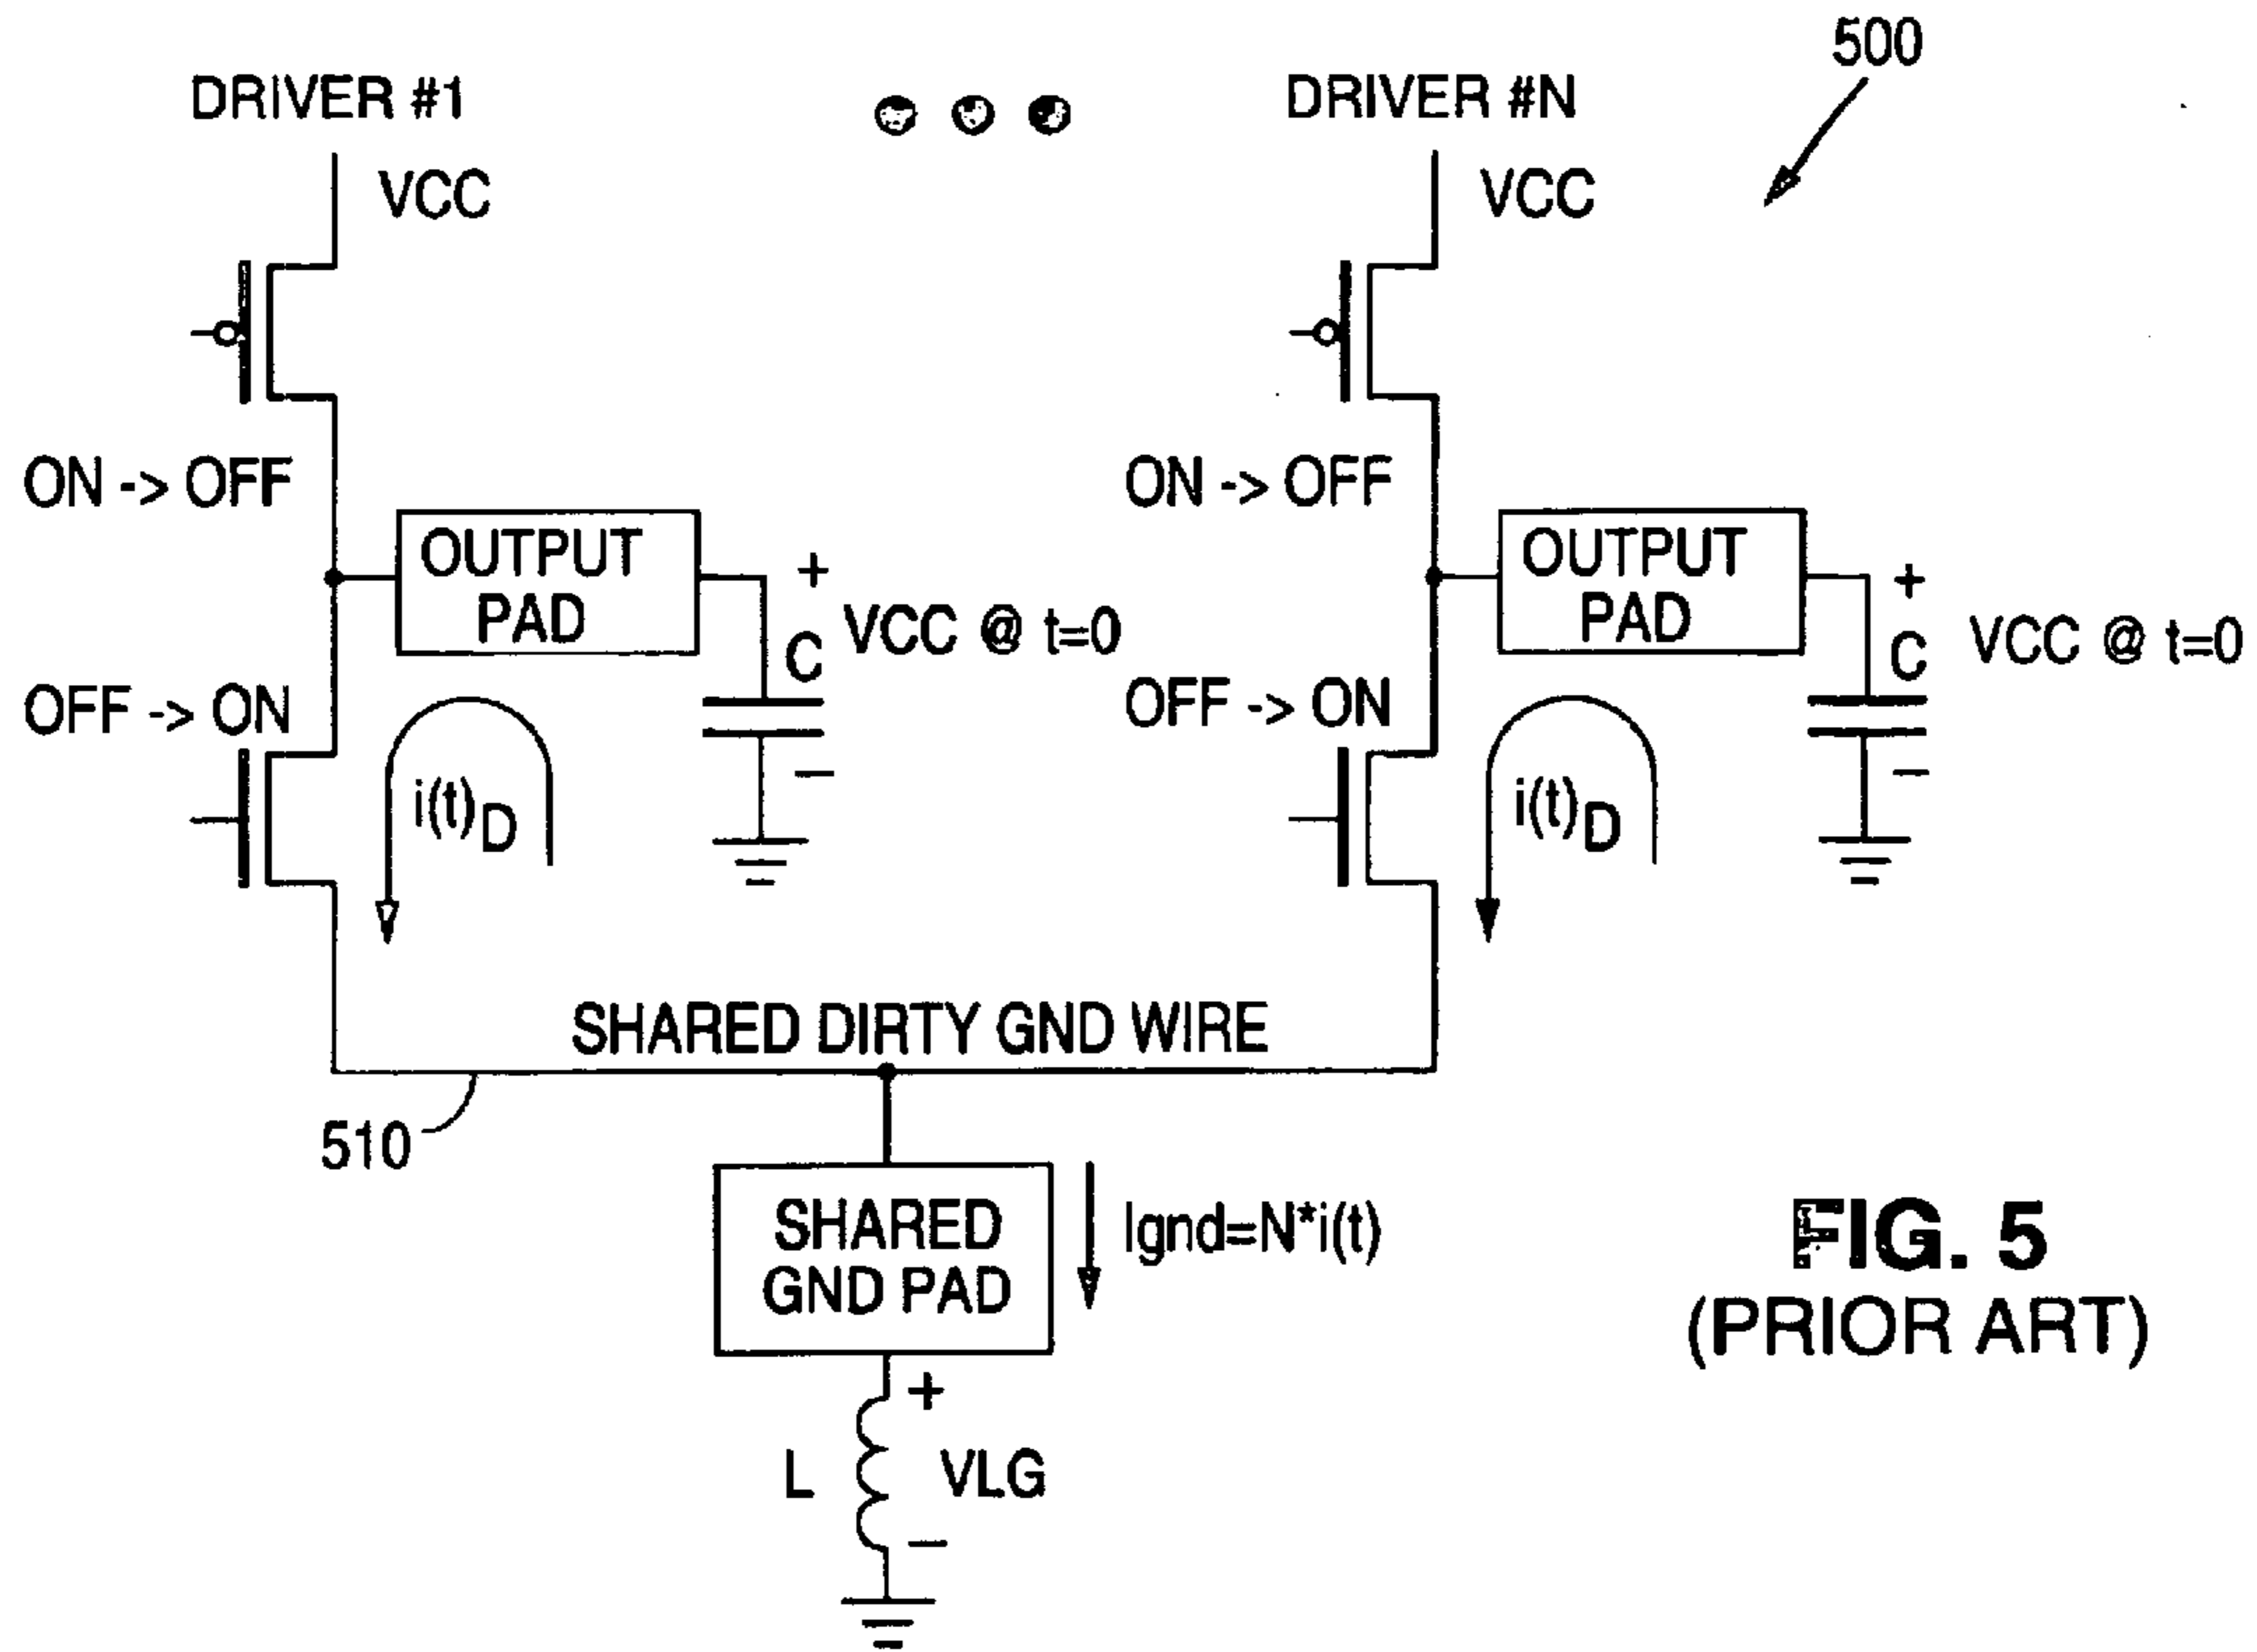 500
DRIVER #1
DRIVER #N
VCC
VCC
ON -> OFF
ON -> OFF
OUTPUT
PAD
OUTPUT
PAD
+
VCC @ t=0
C
+
VCC @ t=0
C
OFF -> ON
OFF -> ON
−
−
i(t)D
i(t)D
SHARED DIRTY GND WIRE
510
SHARED
GND PAD
Ignd=N*i(t)
+
L
VLG
−
FIG. 5
(PRIOR ART)